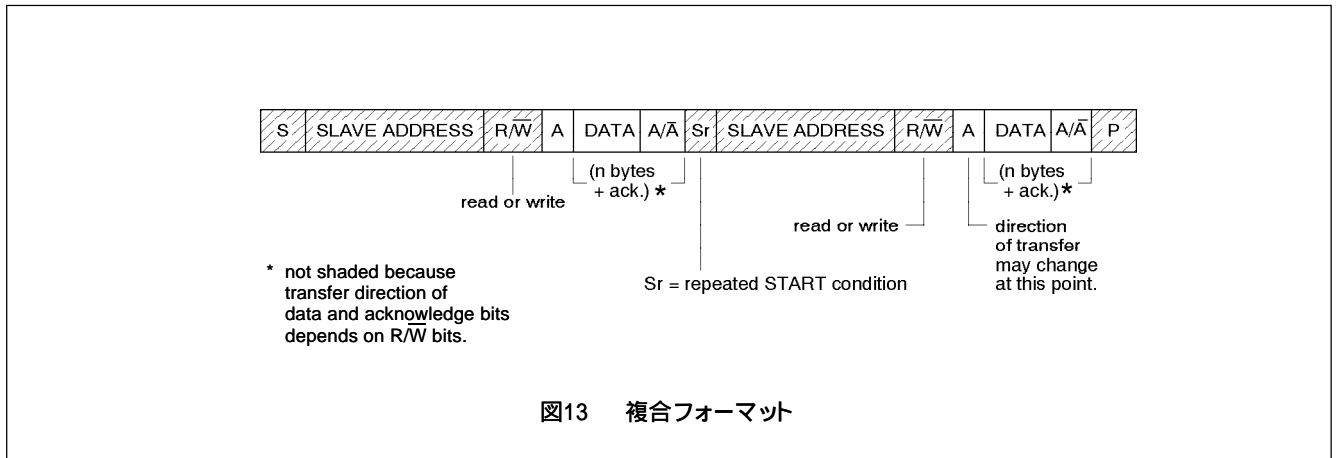 S SLAVE ADDRESS R/W̅ A DATA A/A̅ Sr SLAVE ADDRESS R/W̅ A DATA A/A̅ P
(n bytes
+ ack.) *
read or write
(n bytes
+ ack.) *
read or write
direction
of transfer
may change
at this point.
Sr = repeated START condition
* not shaded because
transfer direction of
data and acknowledge bits
depends on R/W̅ bits.
図13 複合フォーマット